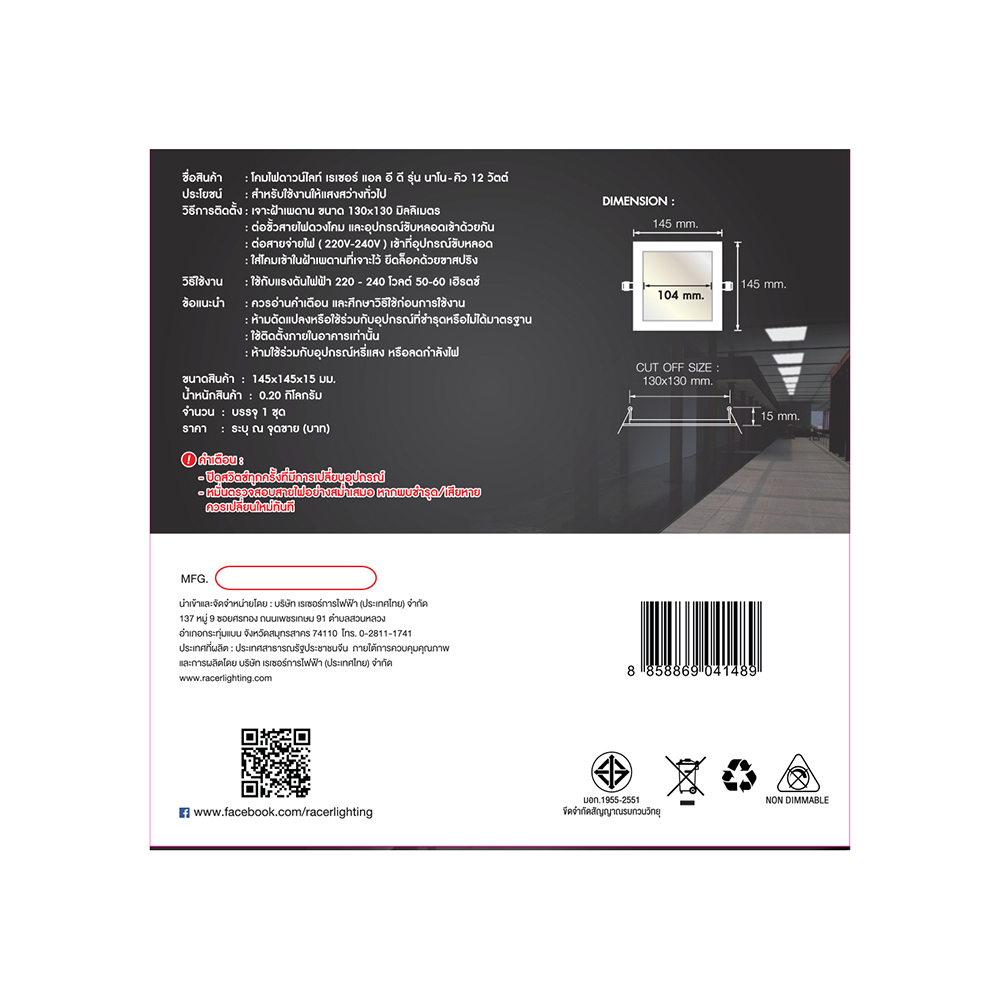 ชื่อสินค้า : โคมไฟดาวน์ไลท์ เรเซอร์ แอล อี ดี รุ่น นาโน-คิว 12 วัตต์
ประโยชน์ : สำหรับใช้งานให้แสงสว่างทั่วไป
วิธีการติดตั้ง : เจาะฝ้าเพดาน ขนาด 130x130 มิลลิเมตร
: ต่อขั้วสายไฟดวงโคม และอุปกรณ์ขับหลอดเข้าด้วยกัน
: ต่อสายจ่ายไฟ ( 220V-240V ) เข้าที่อุปกรณ์ขับหลอด
: ใส่โคมเข้าในฝ้าเพดานที่เจาะไว้ ยึดล็อคด้วยขาสปริง
วิธีใช้งาน : ใช้กับแรงดันไฟฟ้า 220 - 240 โวลต์ 50-60 เฮิรตซ์
ข้อแนะนำ : ควรอ่านคำเตือน และศึกษาวิธีใช้ก่อนการใช้งาน
: ห้ามดัดแปลงหรือใช้ร่วมกับอุปกรณ์ที่ชำรุดหรือไม่ได้มาตรฐาน
: ใช้ติดตั้งภายในอาคารเท่านั้น
: ห้ามใช้ร่วมกับอุปกรณ์หรี่แสง หรือลดกำลังไฟ
ขนาดสินค้า : 145x145x15 มม.
น้ำหนักสินค้า : 0.20 กิโลกรัม
จำนวน : บรรจุ 1 ชุด
ราคา : ระบุ ณ จุดขาย (บาท)
! คำเตือน :
- ปิดสวิตช์ทุกครั้งที่มีการเปลี่ยนอุปกรณ์
- หมั่นตรวจสอบสายไฟอย่างสม่ำเสมอ หากพบชำรุด/เสียหาย
ควรเปลี่ยนใหม่ทันที
DIMENSION :
145 mm.
145 mm.
104 mm.
CUT OFF SIZE :
130x130 mm.
15 mm.
MFG.
นำเข้าและจัดจำหน่ายโดย : บริษัท เรเซอร์การไฟฟ้า (ประเทศไทย) จำกัด
137 หมู่ 9 ซอยศรทอง ถนนเพชรเกษม 91 ตำบลสวนหลวง
อำเภอกระทุ่มแบน จังหวัดสมุทรสาคร 74110 โทร. 0-2811-1741
ประเทศที่ผลิต : ประเทศสาธารณรัฐประชาชนจีน ภายใต้การควบคุมคุณภาพ
และการผลิตโดย บริษัท เรเซอร์การไฟฟ้า (ประเทศไทย) จำกัด
www.racerlighting.com
8 858869 041489
www.facebook.com/racerlighting
มอก.1955-2551
ขีดจำกัดสัญญาณรบกวนวิทยุ
NON DIMMABLE